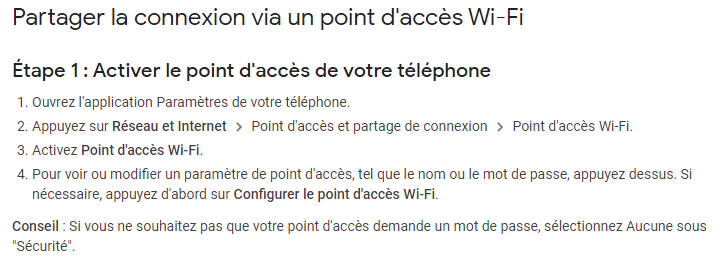 Partager la connexion via un point d'accès Wi-Fi
Étape 1 : Activer le point d'accès de votre téléphone
1. Ouvrez l'application Paramètres de votre téléphone.
2. Appuyez sur Réseau et Internet > Point d'accès et partage de connexion > Point d'accès Wi-Fi.
3. Activez Point d'accès Wi-Fi.
4. Pour voir ou modifier un paramètre de point d'accès, tel que le nom ou le mot de passe, appuyez dessus. Si
nécessaire, appuyez d'abord sur Configurer le point d'accès Wi-Fi.
Conseil : Si vous ne souhaitez pas que votre point d'accès demande un mot de passe, sélectionnez Aucune sous
"Sécurité".